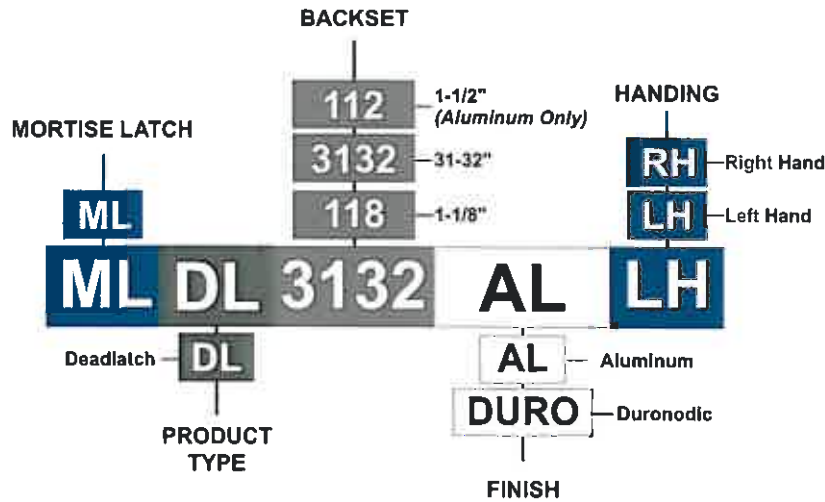 BACKSET
112
1-1/2"
(Aluminum Only)
HANDING
MORTISE LATCH
3132
31-32"
RH
Right Hand
ML
118
1-1/8"
LH
Left Hand
ML DL 3132 AL LH
Deadlatch
DL
AL
Aluminum
DURO
Duronodic
PRODUCT
TYPE
FINISH